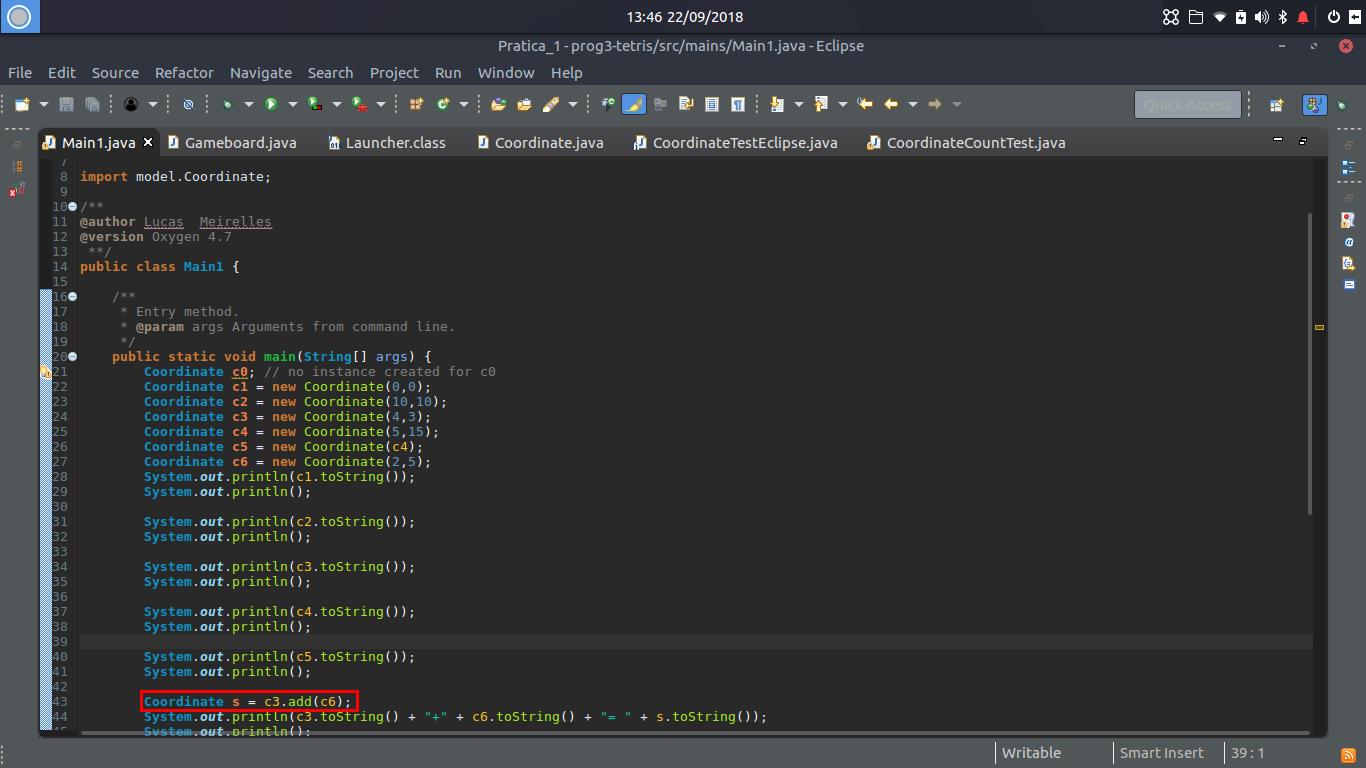 13:46 22/09/2018
Pratica_1 - prog3-tetris/src/mains/Main1.java - Eclipse
File Edit Source Refactor Navigate Search Project Run Window Help
Quick Access
Main1.java Gameboard.java Launcher.class Coordinate.java CoordinateTestEclipse.java CoordinateCountTest.java
7
8 import model.Coordinate;
9
10 /**
11 @author Lucas  Meirelles
12 @version Oxygen 4.7
13  **/
14 public class Main1 {
15
16     /**
17      * Entry method.
18      * @param args Arguments from command line.
19      */
20     public static void main(String[] args) {
21         Coordinate c0; // no instance created for c0
22         Coordinate c1 = new Coordinate(0,0);
23         Coordinate c2 = new Coordinate(10,10);
24         Coordinate c3 = new Coordinate(4,3);
25         Coordinate c4 = new Coordinate(5,15);
26         Coordinate c5 = new Coordinate(c4);
27         Coordinate c6 = new Coordinate(2,5);
28         System.out.println(c1.toString());
29         System.out.println();
30
31         System.out.println(c2.toString());
32         System.out.println();
33
34         System.out.println(c3.toString());
35         System.out.println();
36
37         System.out.println(c4.toString());
38         System.out.println();
39
40         System.out.println(c5.toString());
41         System.out.println();
42
43         Coordinate s = c3.add(c6);
44         System.out.println(c3.toString() + "+" + c6.toString() + "= " + s.toString());
45         System.out.println();
Writable Smart Insert 39 : 1